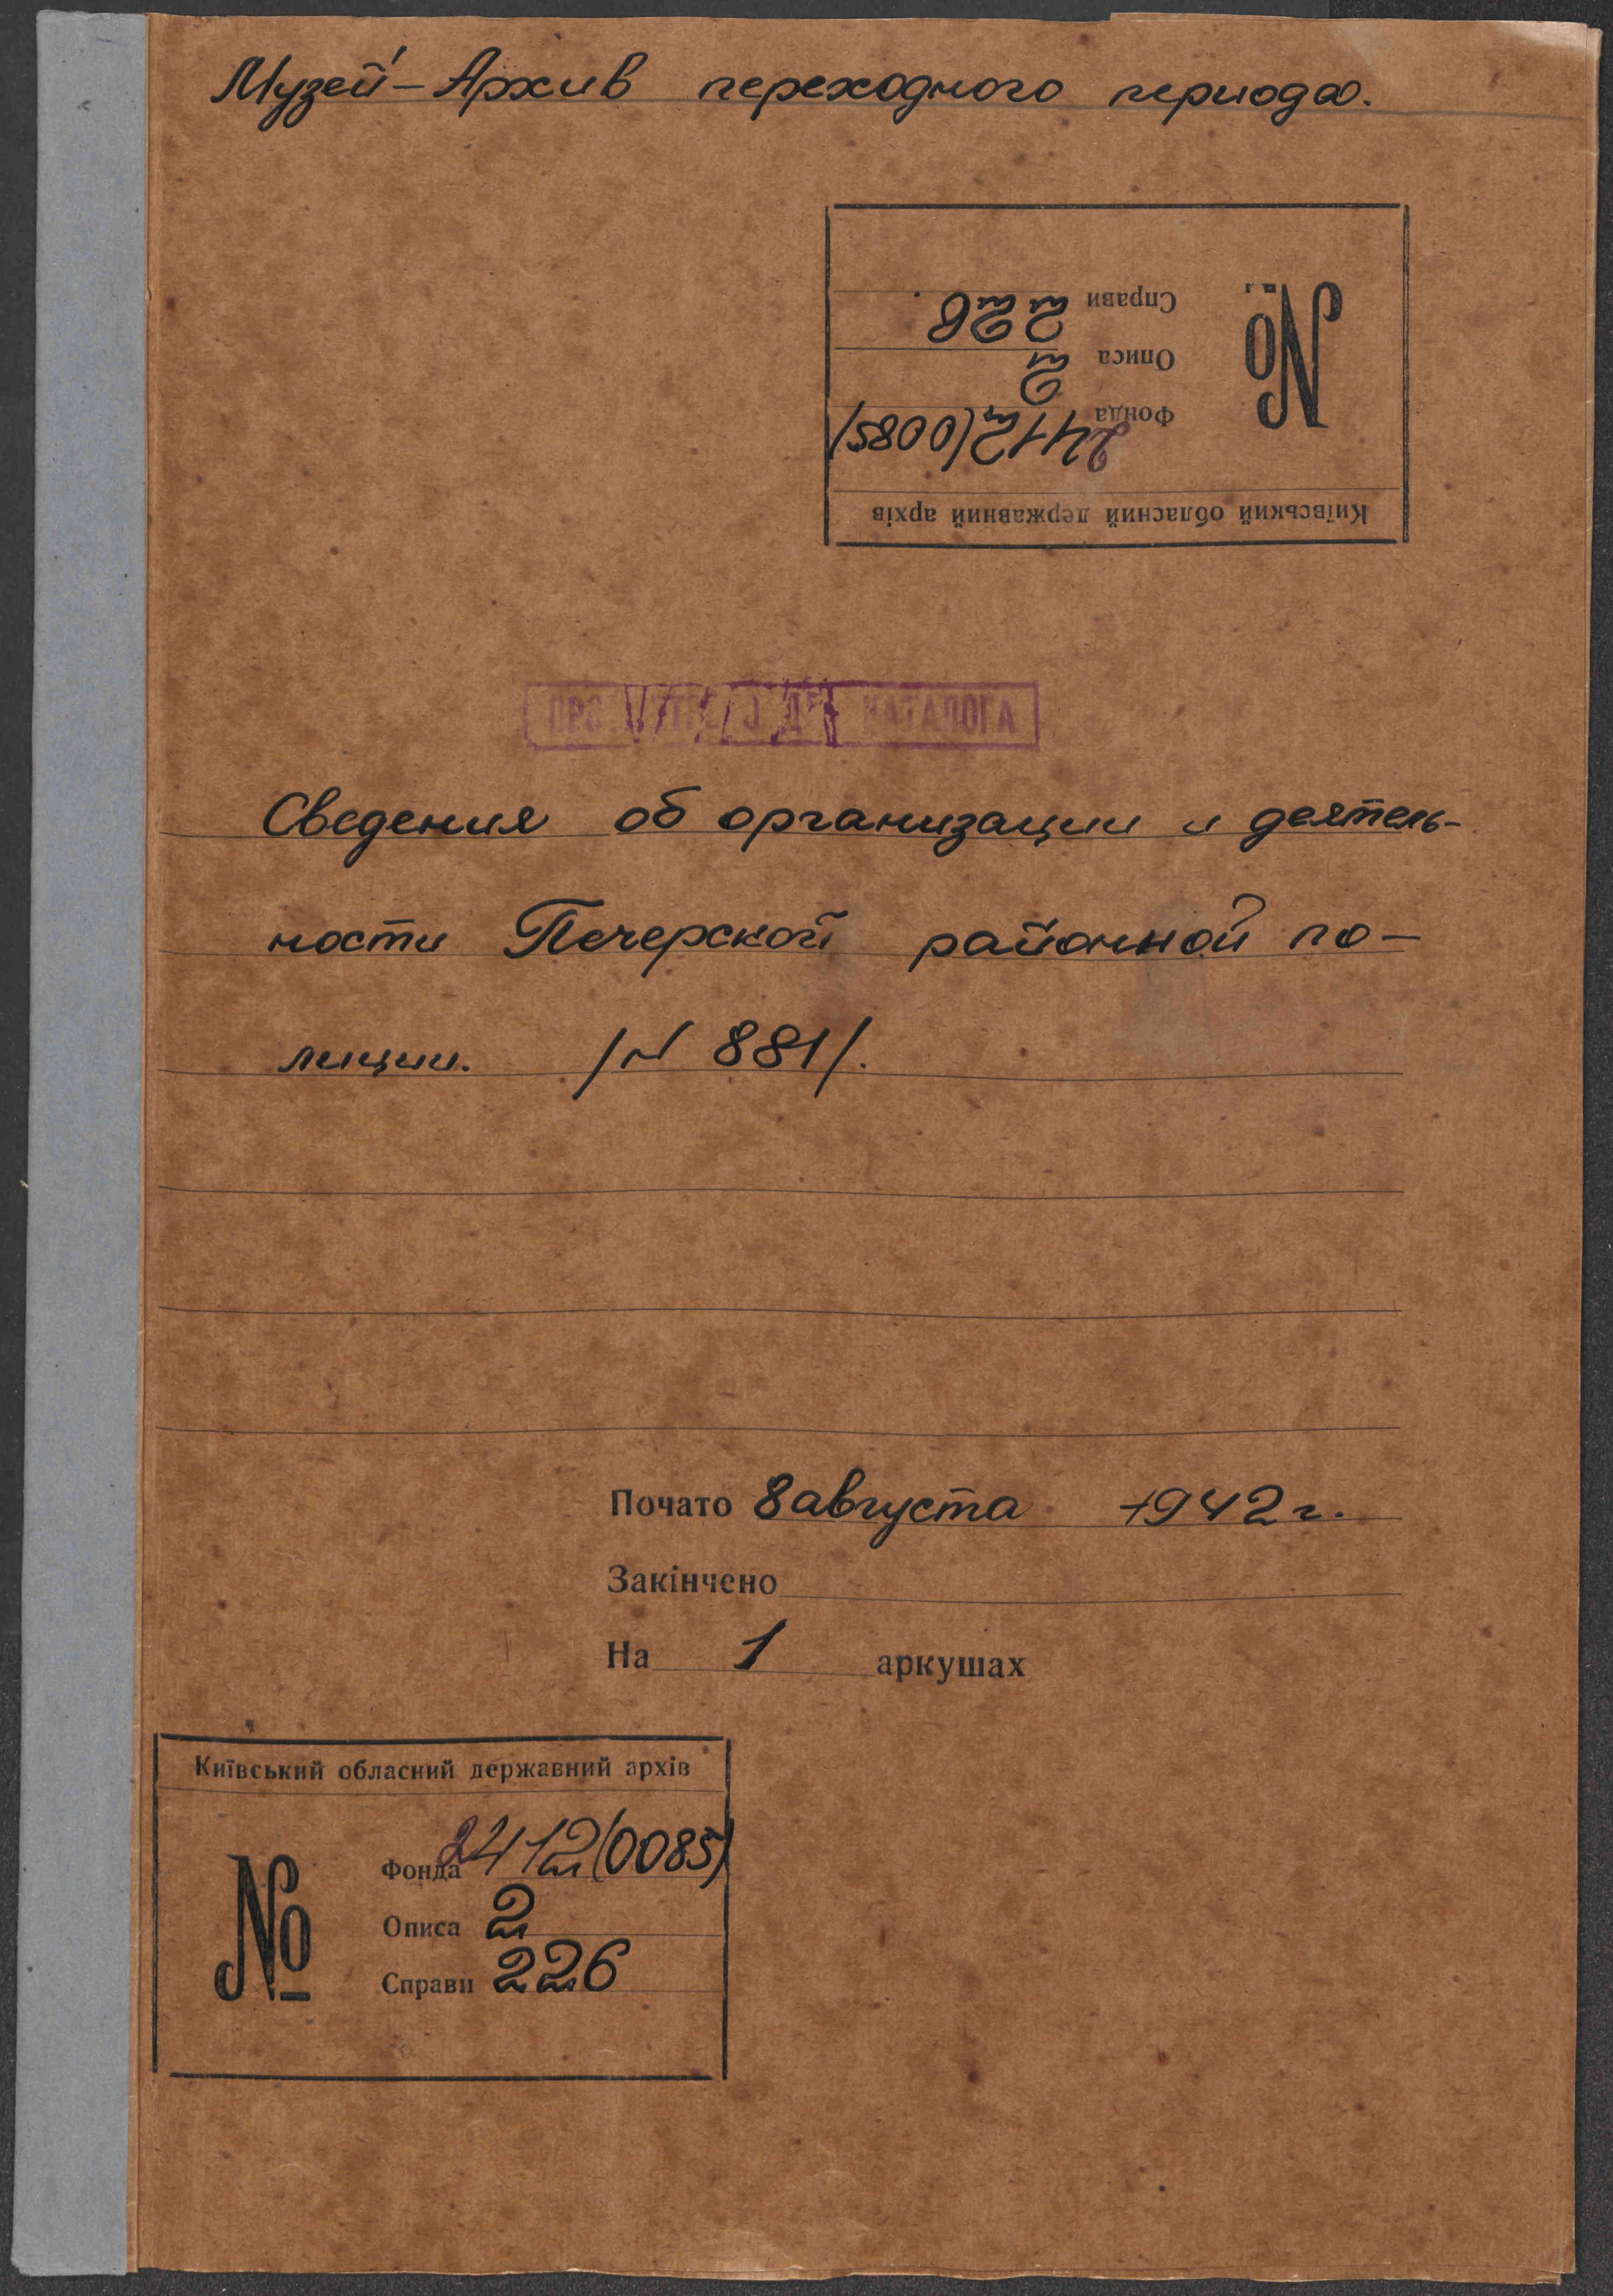 Музей-Архив переходного периода.
Київський обласний державний архів
№
Фонда 2412 (0085)
Описа 2
Справи 226
КАТАЛОГА
Сведения об организации и деятель-
ности Печерской районной по-
лиции. /N 881/.
Почато 8 августа 1942 г.
Закінчено
На 1 аркушах
Київський обласний державний архів
№
Фонда 2412 (0085)
Описа 2
Справи 226